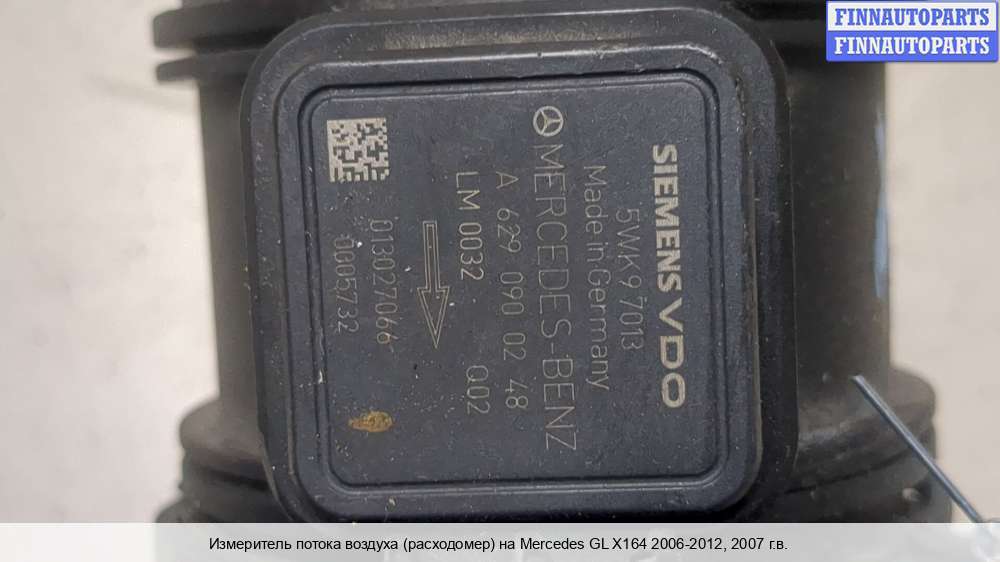 FINNAUTOPARTS
FINNAUTOPARTS
SIEMENS VDO
5WK9 7013
Made in Germany
MERCEDES-BENZ
A 629 090 02 48
LM 0032 Q02
013027066
0005732
Измеритель потока воздуха (расходомер) на Mercedes GL X164 2006-2012, 2007 г.в.